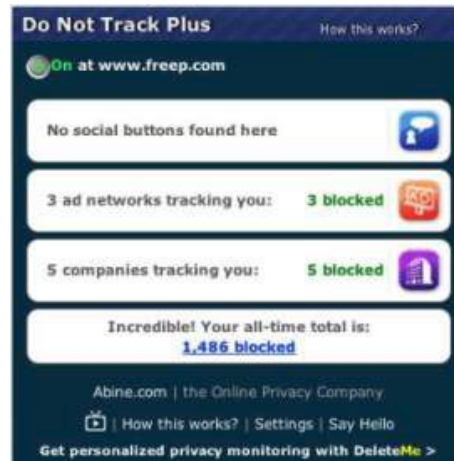 Do Not Track Plus How this works?
On at www.freep.com
No social buttons found here
3 ad networks tracking you: 3 blocked
5 companies tracking you: 5 blocked
Incredible! Your all-time total is:
1,486 blocked
Abine.com | the Online Privacy Company
| How this works? | Settings | Say Hello
Get personalized privacy monitoring with DeleteMe >